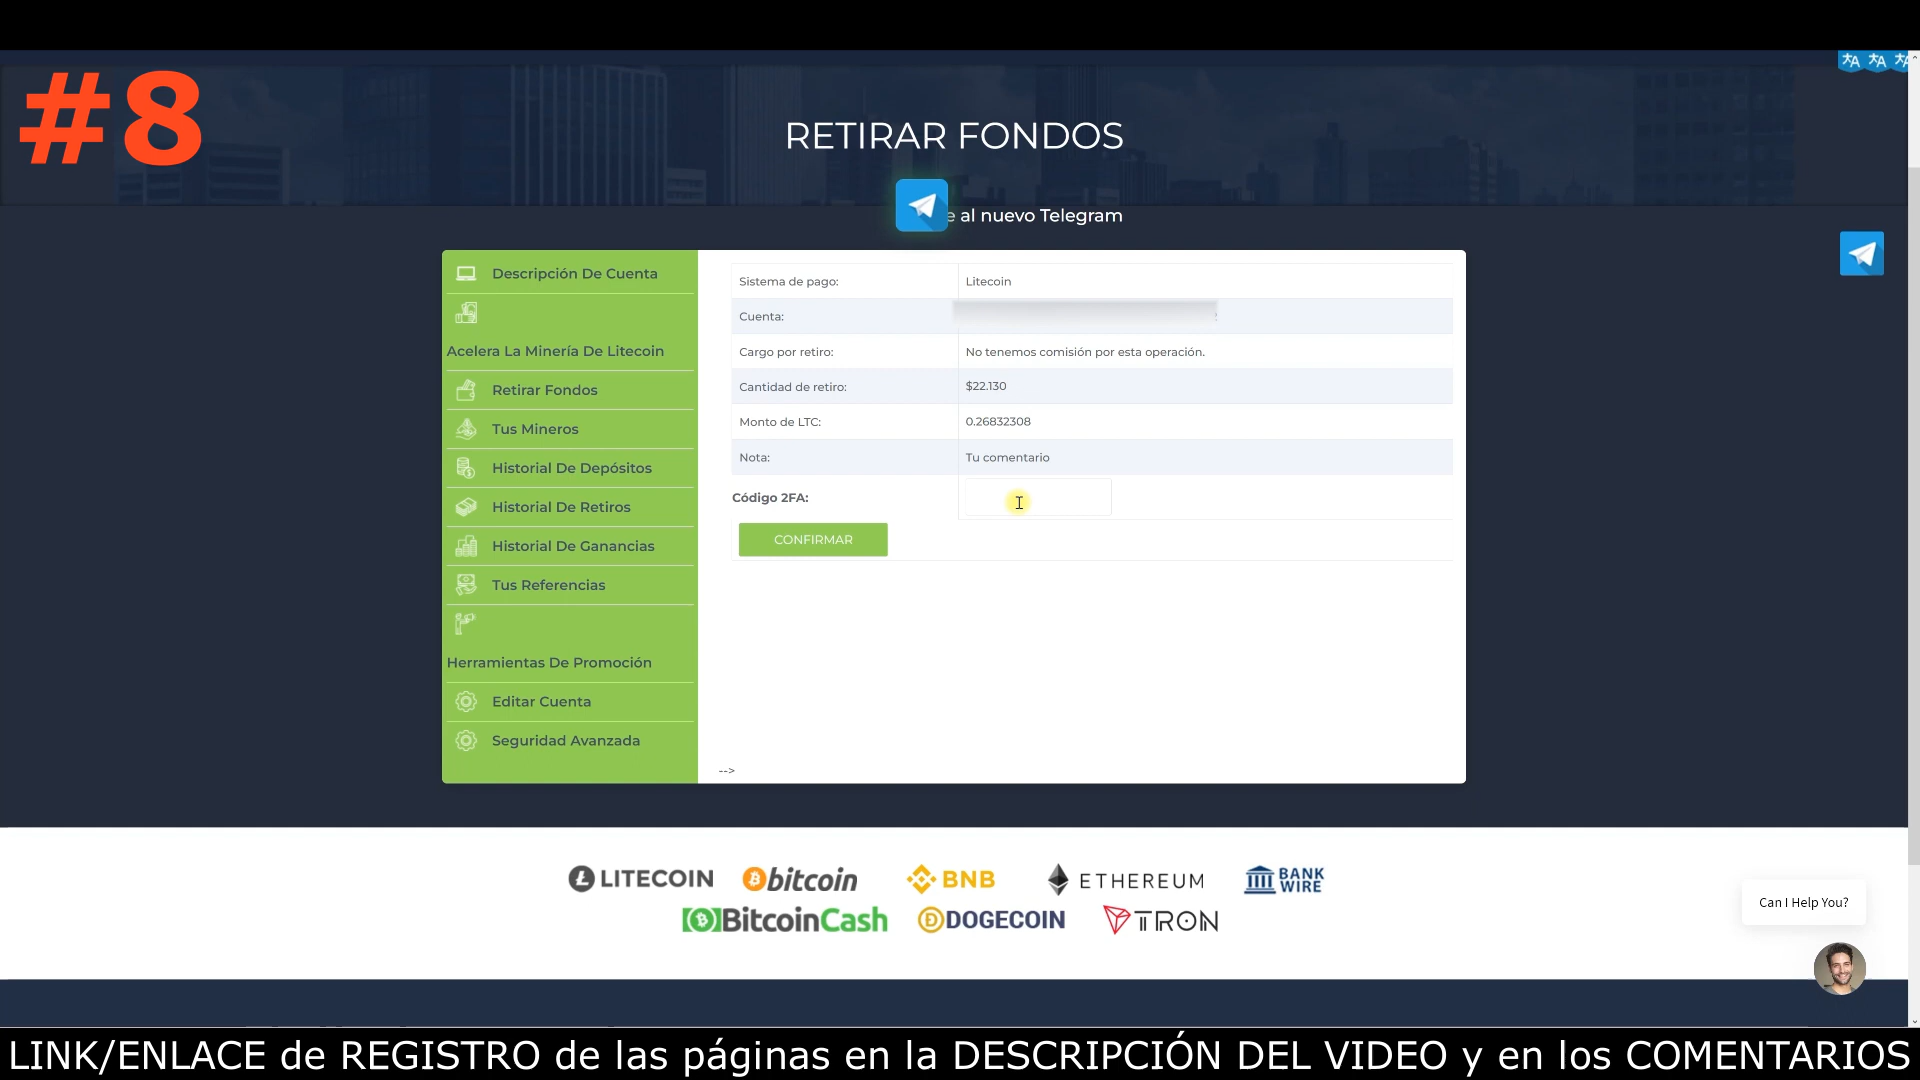 #8
RETIRAR FONDOS
e al nuevo Telegram
Descripción De Cuenta
Acelera La Minería De Litecoin
Retirar Fondos
Tus Mineros
Historial De Depósitos
Historial De Retiros
Historial De Ganancias
Tus Referencias
Herramientas De Promoción
Editar Cuenta
Seguridad Avanzada
Sistema de pago: Litecoin
Cuenta:
Cargo por retiro: No tenemos comisión por esta operación.
Cantidad de retiro: $22.130
Monto de LTC: 0.26832308
Nota: Tu comentario
Código 2FA:
CONFIRMAR
-->
LITECOIN bitcoin BNB ETHEREUM BANK WIRE
BitcoinCash DOGECOIN TRON
Can I Help You?
LINK/ENLACE de REGISTRO de las páginas en la DESCRIPCIÓN DEL VIDEO y en los COMENTARIOS